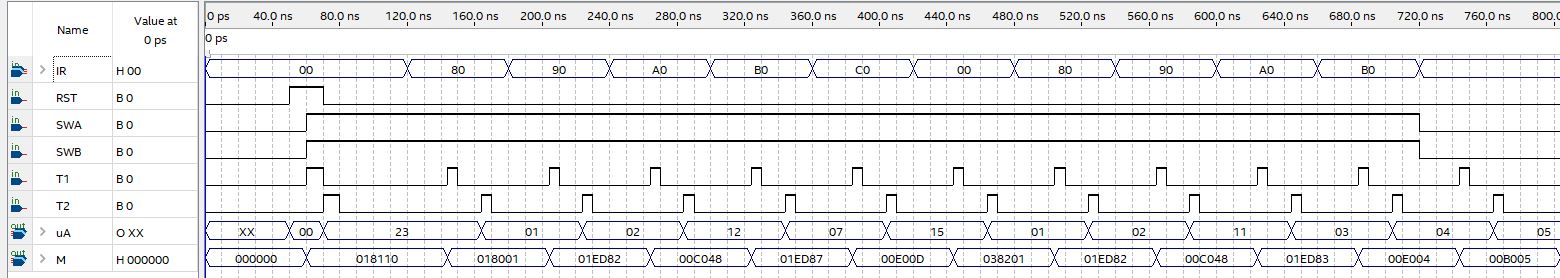 Name
Value at
0 ps
0 ps 40.0 ns 80.0 ns 120.0 ns 160.0 ns 200.0 ns 240.0 ns 280.0 ns 320.0 ns 360.0 ns 400.0 ns 440.0 ns 480.0 ns 520.0 ns 560.0 ns 600.0 ns 640.0 ns 680.0 ns 720.0 ns 760.0 ns 800.0
0 ps
in > IR H 00 00 80 90 A0 B0 C0 00 80 90 A0 B0
in RST B 0
in SWA B 0
in SWB B 0
in T1 B 0
in T2 B 0
out > uA O XX XX 00 23 01 02 12 07 15 01 02 11 03 04 05
out > M H 000000 000000 018110 018001 01ED82 00C048 01ED87 00E00D 038201 01ED82 00C048 01ED83 00E004 00B005